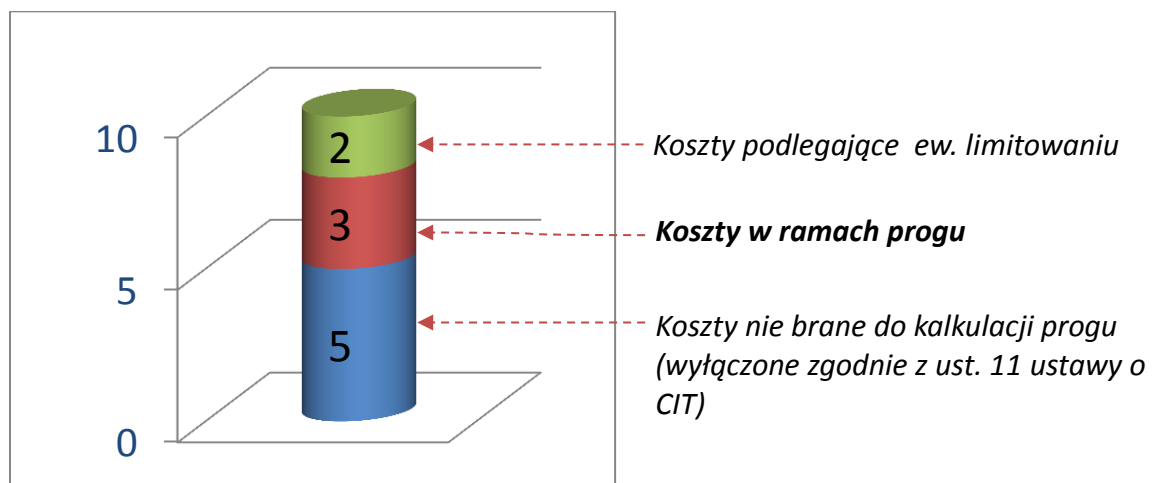 10
5
0
2
3
5
Koszty podlegające ew. limitowaniu
Koszty w ramach progu
Koszty nie brane do kalkulacji progu
(wyłączone zgodnie z ust. 11 ustawy o
CIT)